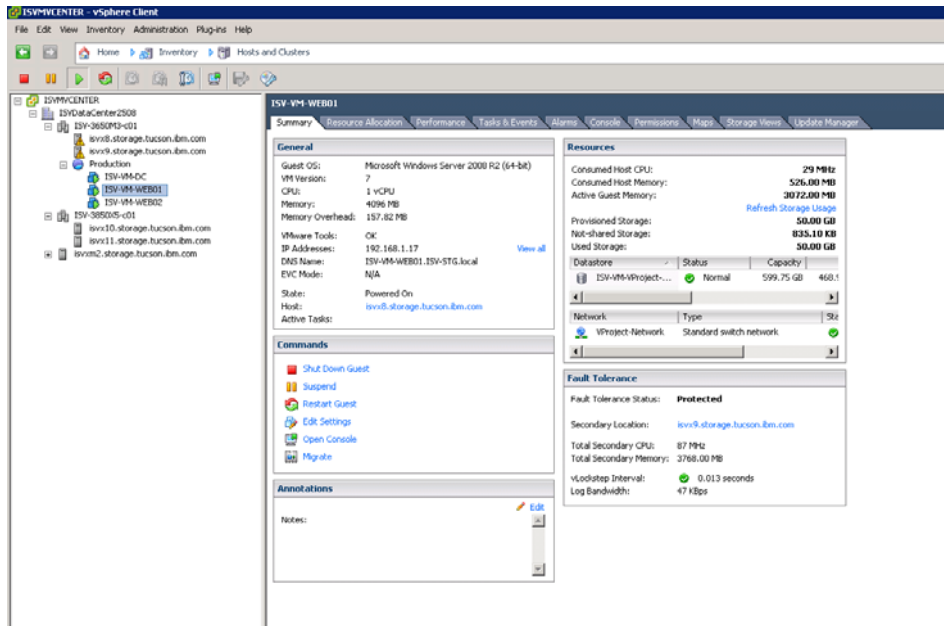 ISVMVCENTER - vSphere Client
File Edit View Inventory Administration Plug-ins Help
Home Inventory Hosts and Clusters
ISVMVCENTER
ISVDataCenter2508
ISV-3650M3-c01
isvx8.storage.tucson.ibm.com
isvx9.storage.tucson.ibm.com
Production
ISV-VM-DC
ISV-VM-WEB01
ISV-VM-WEB02
ISV-3850X5-c01
isvx10.storage.tucson.ibm.com
isvx11.storage.tucson.ibm.com
isvxm2.storage.tucson.ibm.com
ISV-VM-WEB01
Summary Resource Allocation Performance Tasks & Events Alarms Console Permissions Maps Storage Views Update Manager
General
Guest OS: Microsoft Windows Server 2008 R2 (64-bit)
VM Version: 7
CPU: 1 vCPU
Memory: 4096 MB
Memory Overhead: 157.82 MB
VMware Tools: OK
IP Addresses: 192.168.1.17 View all
DNS Name: ISV-VM-WEB01.ISV-STG.local
EVC Mode: N/A
State: Powered On
Host: isvx8.storage.tucson.ibm.com
Active Tasks:
Commands
Shut Down Guest
Suspend
Restart Guest
Edit Settings
Open Console
Migrate
Annotations
Edit
Notes:
Resources
Consumed Host CPU: 29 MHz
Consumed Host Memory: 526.00 MB
Active Guest Memory: 3072.00 MB
Refresh Storage Usage
Provisioned Storage: 50.00 GB
Not-shared Storage: 835.10 KB
Used Storage: 50.00 GB
Datastore Status Capacity
ISV-VM-VProject-... Normal 599.75 GB 468.9
Network Type Sta
VProject-Network Standard switch network
Fault Tolerance
Fault Tolerance Status: Protected
Secondary Location: isvx9.storage.tucson.ibm.com
Total Secondary CPU: 87 MHz
Total Secondary Memory: 3768.00 MB
vLockstep Interval: 0.013 seconds
Log Bandwidth: 47 KBps